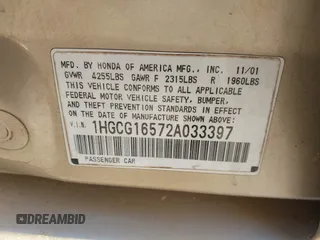 MFD. BY HONDA OF AMERICA MFG., INC. 11/01
GVWR 4255LBS GAWR F 2315LBS R 1960LBS
THIS VEHICLE CONFORMS TO ALL APPLICABLE
FEDERAL MOTOR VEHICLE SAFETY, BUMPER,
AND THEFT PREVENTION STANDARDS IN EFFECT
ON THE DATE OF MANUFACTURE SHOWN ABOVE.
V.I.N. 1HGCG16572A033397
PASSENGER CAR
DREAMBID